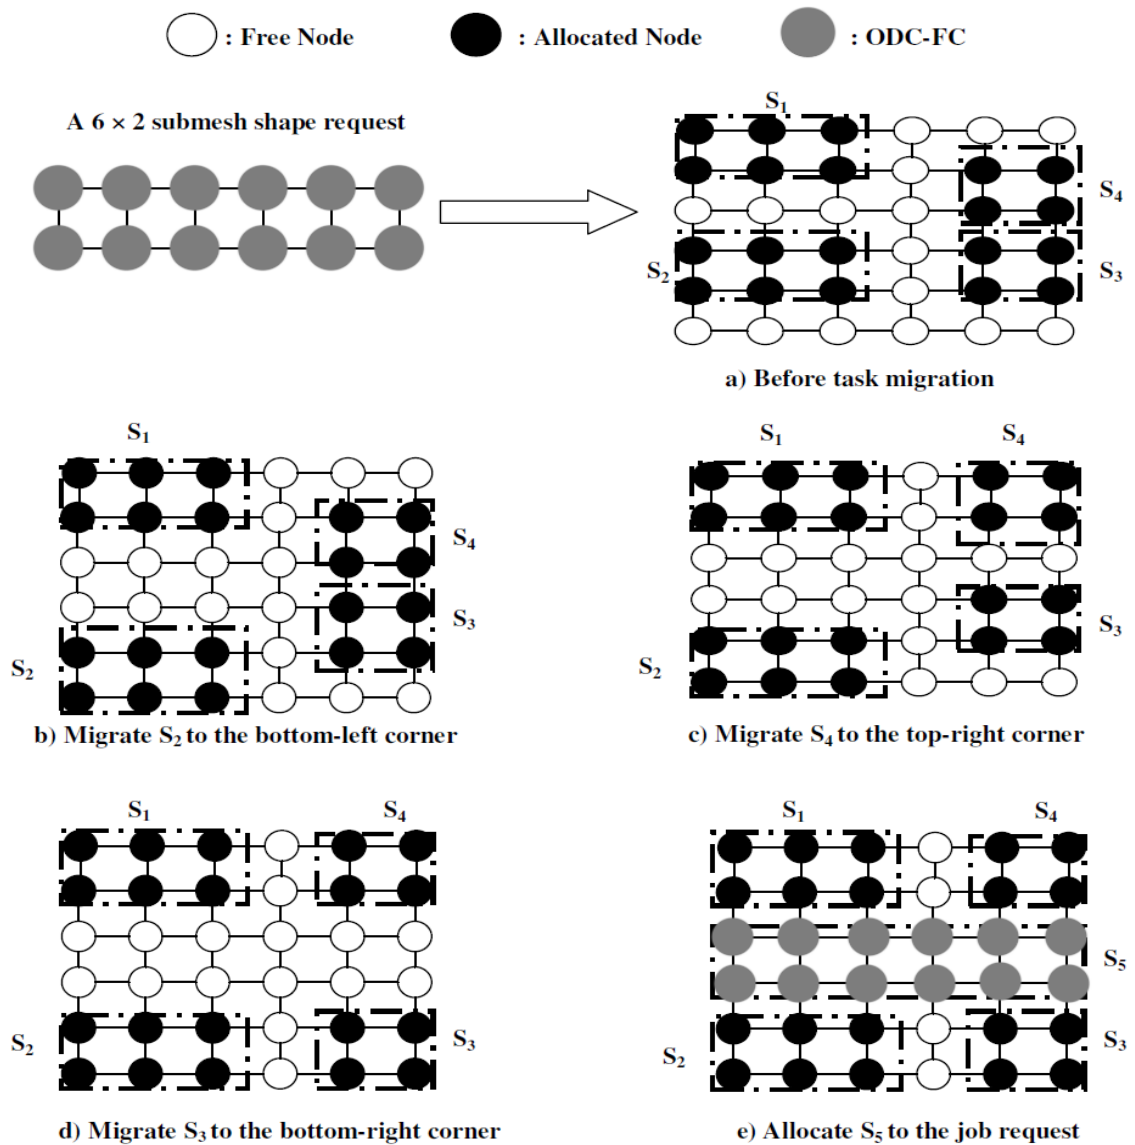 : Free Node : Allocated Node : ODC-FC
A 6 × 2 submesh shape request
S₁
S₄
S₂
S₃
a) Before task migration
S₁
S₄
S₃
S₂
b) Migrate S₂ to the bottom-left corner
S₁ S₄
S₃
S₂
c) Migrate S₄ to the top-right corner
S₁ S₄
S₂ S₃
d) Migrate S₃ to the bottom-right corner
S₁ S₄
S₅
S₃
S₂
e) Allocate S₅ to the job request